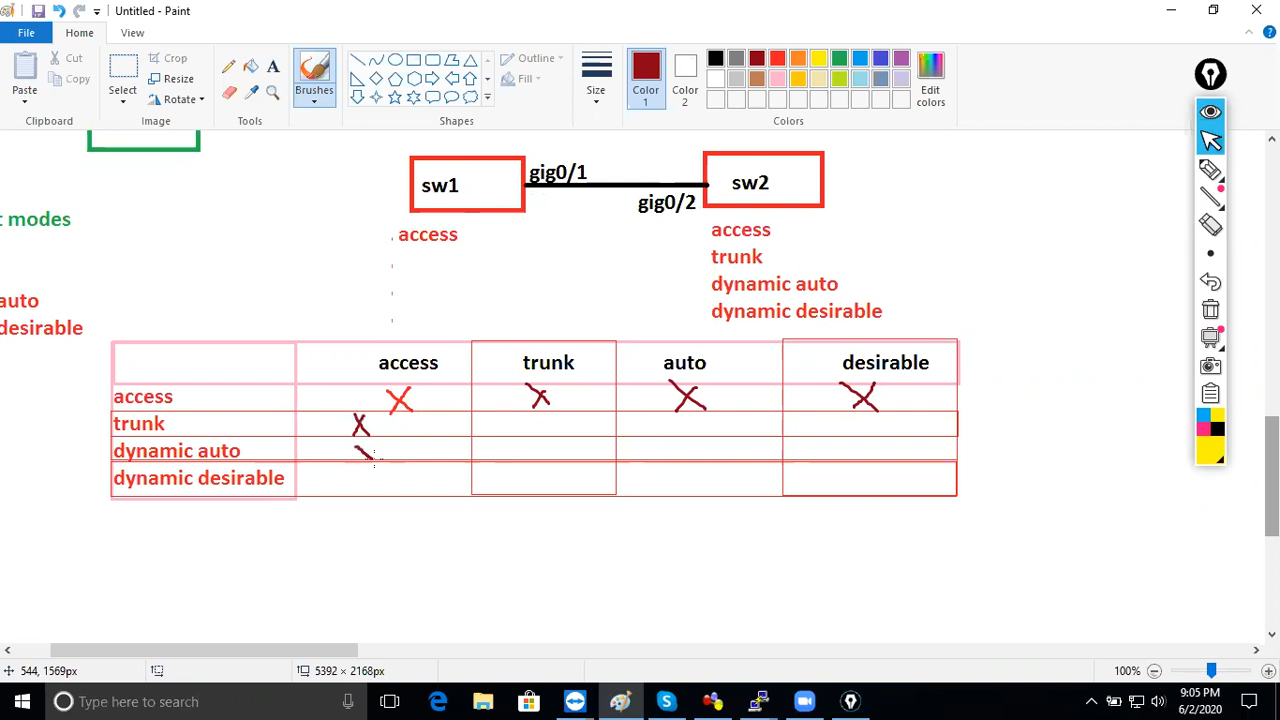 Untitled - Paint
File Home View
Paste
Cut
Copy
Clipboard
Select
Crop
Resize
Rotate
Image
A
Tools
Brushes
Shapes
Outline
Fill
Size
Color 1
Color 2
Edit colors
Colors
sw1
gig0/1
gig0/2
sw2
t modes
auto
desirable
access
access
trunk
dynamic auto
dynamic desirable
access trunk auto desirable
access X X X X
trunk X
dynamic auto
dynamic desirable
544, 1569px
5392 × 2168px
100%
Type here to search
9:05 PM
6/2/2020